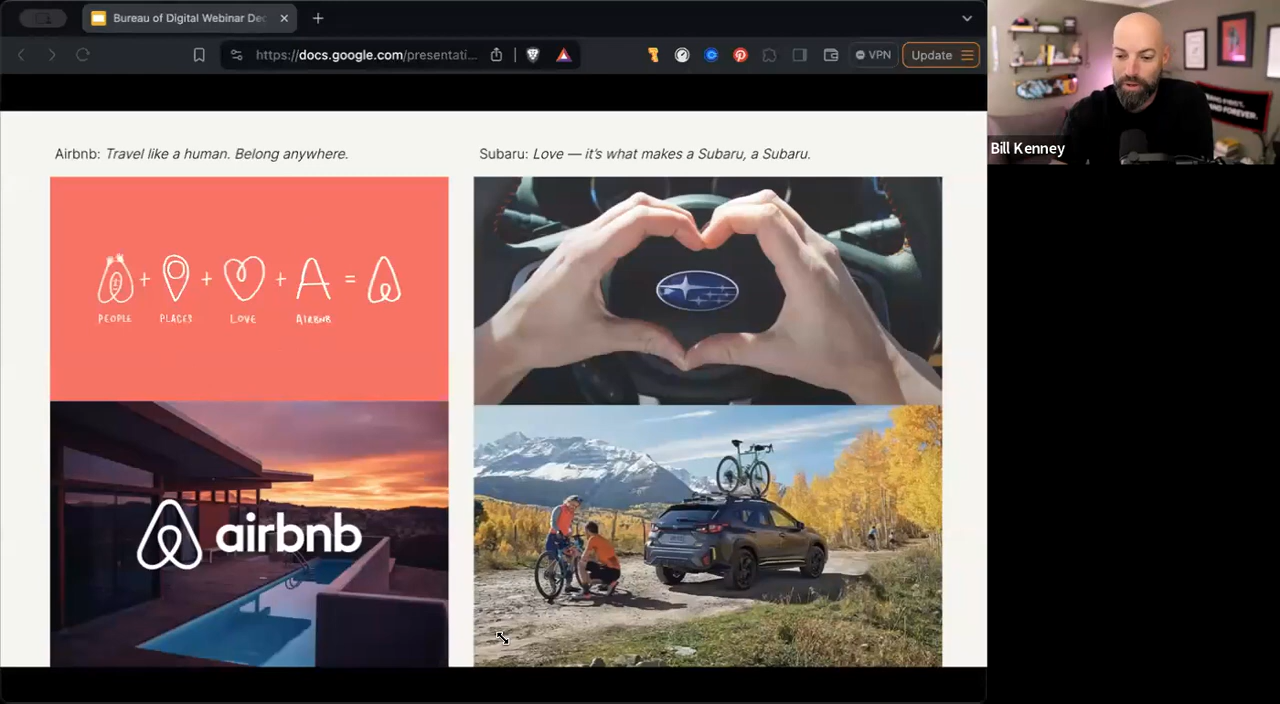 Bureau of Digital Webinar Dec
https://docs.google.com/presentati...
VPN
Update
Airbnb: Travel like a human. Belong anywhere.
Subaru: Love — it's what makes a Subaru, a Subaru.
PEOPLE + PLACES + LOVE + AIRBNB =
airbnb
Bill Kenney